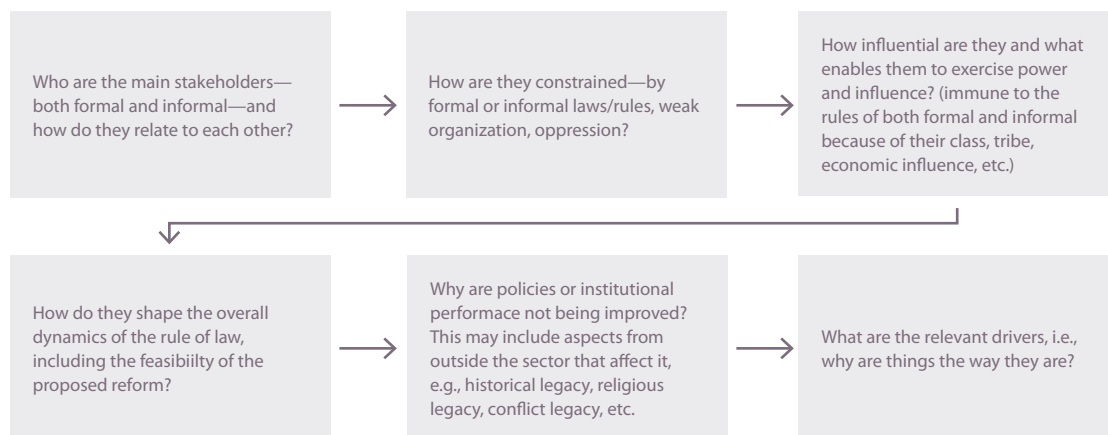 Who are the main stakeholders—
both formal and informal—and
how do they relate to each other?
How are they constrained—by
formal or informal laws/rules, weak
organization, oppression?
How influential are they and what
enables them to exercise power
and influence? (immune to the
rules of both formal and informal
because of their class, tribe,
economic influence, etc.)
How do they shape the overall
dynamics of the rule of law,
including the feasibiilty of the
proposed reform?
Why are policies or institutional
performace not being improved?
This may include aspects from
outside the sector that affect it,
e.g., historical legacy, religious
legacy, conflict legacy, etc.
What are the relevant drivers, i.e.,
why are things the way they are?